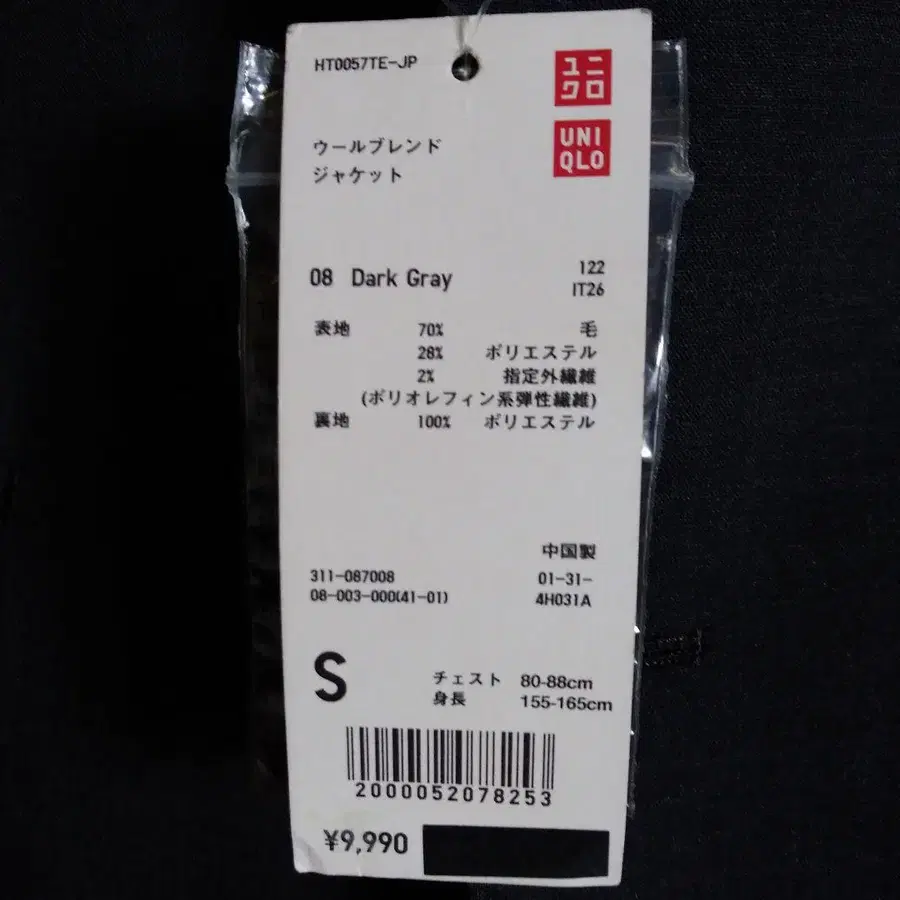 HT0057TE-JP
ユニ
クロ
UNI
QLO
ウールブレンド
ジャケット
08 Dark Gray
122
IT26
表地 70% 毛
28% ポリエステル
2% 指定外繊維
(ポリオレフィン系弾性繊維)
裏地 100% ポリエステル
中国製
311-087008 01-31-
08-003-000(41-01) 4H031A
S
チェスト 80-88cm
身長 155-165cm
2000052078253
¥9,990